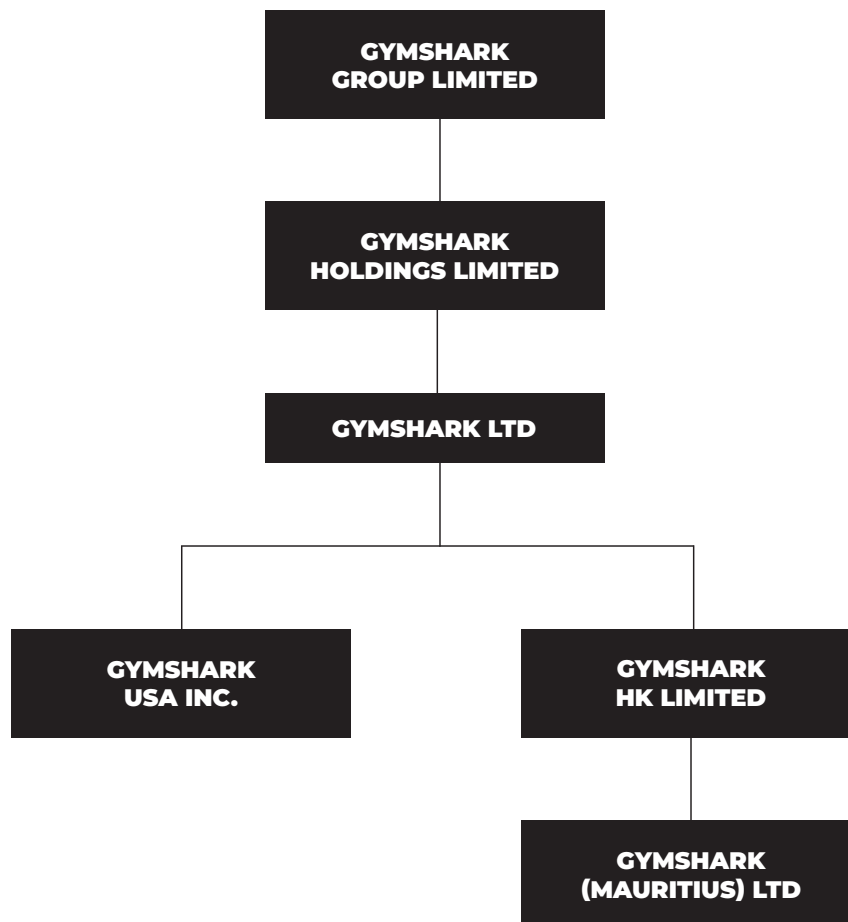 GYMSHARK
GROUP LIMITED
GYMSHARK
HOLDINGS LIMITED
GYMSHARK LTD
GYMSHARK
USA INC.
GYMSHARK
HK LIMITED
GYMSHARK
(MAURITIUS) LTD